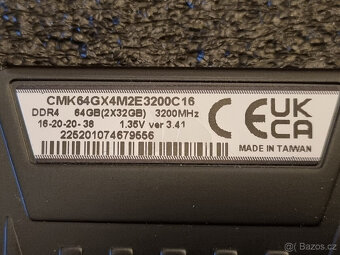 CMK64GX4M2E3200C16
DDR4 64GB(2X32GB) 3200MHz
16-20-20-38 1.35V ver 3.41
225201074679556
CE UK CA
MADE IN TAIWAN
Sbazoš.cz